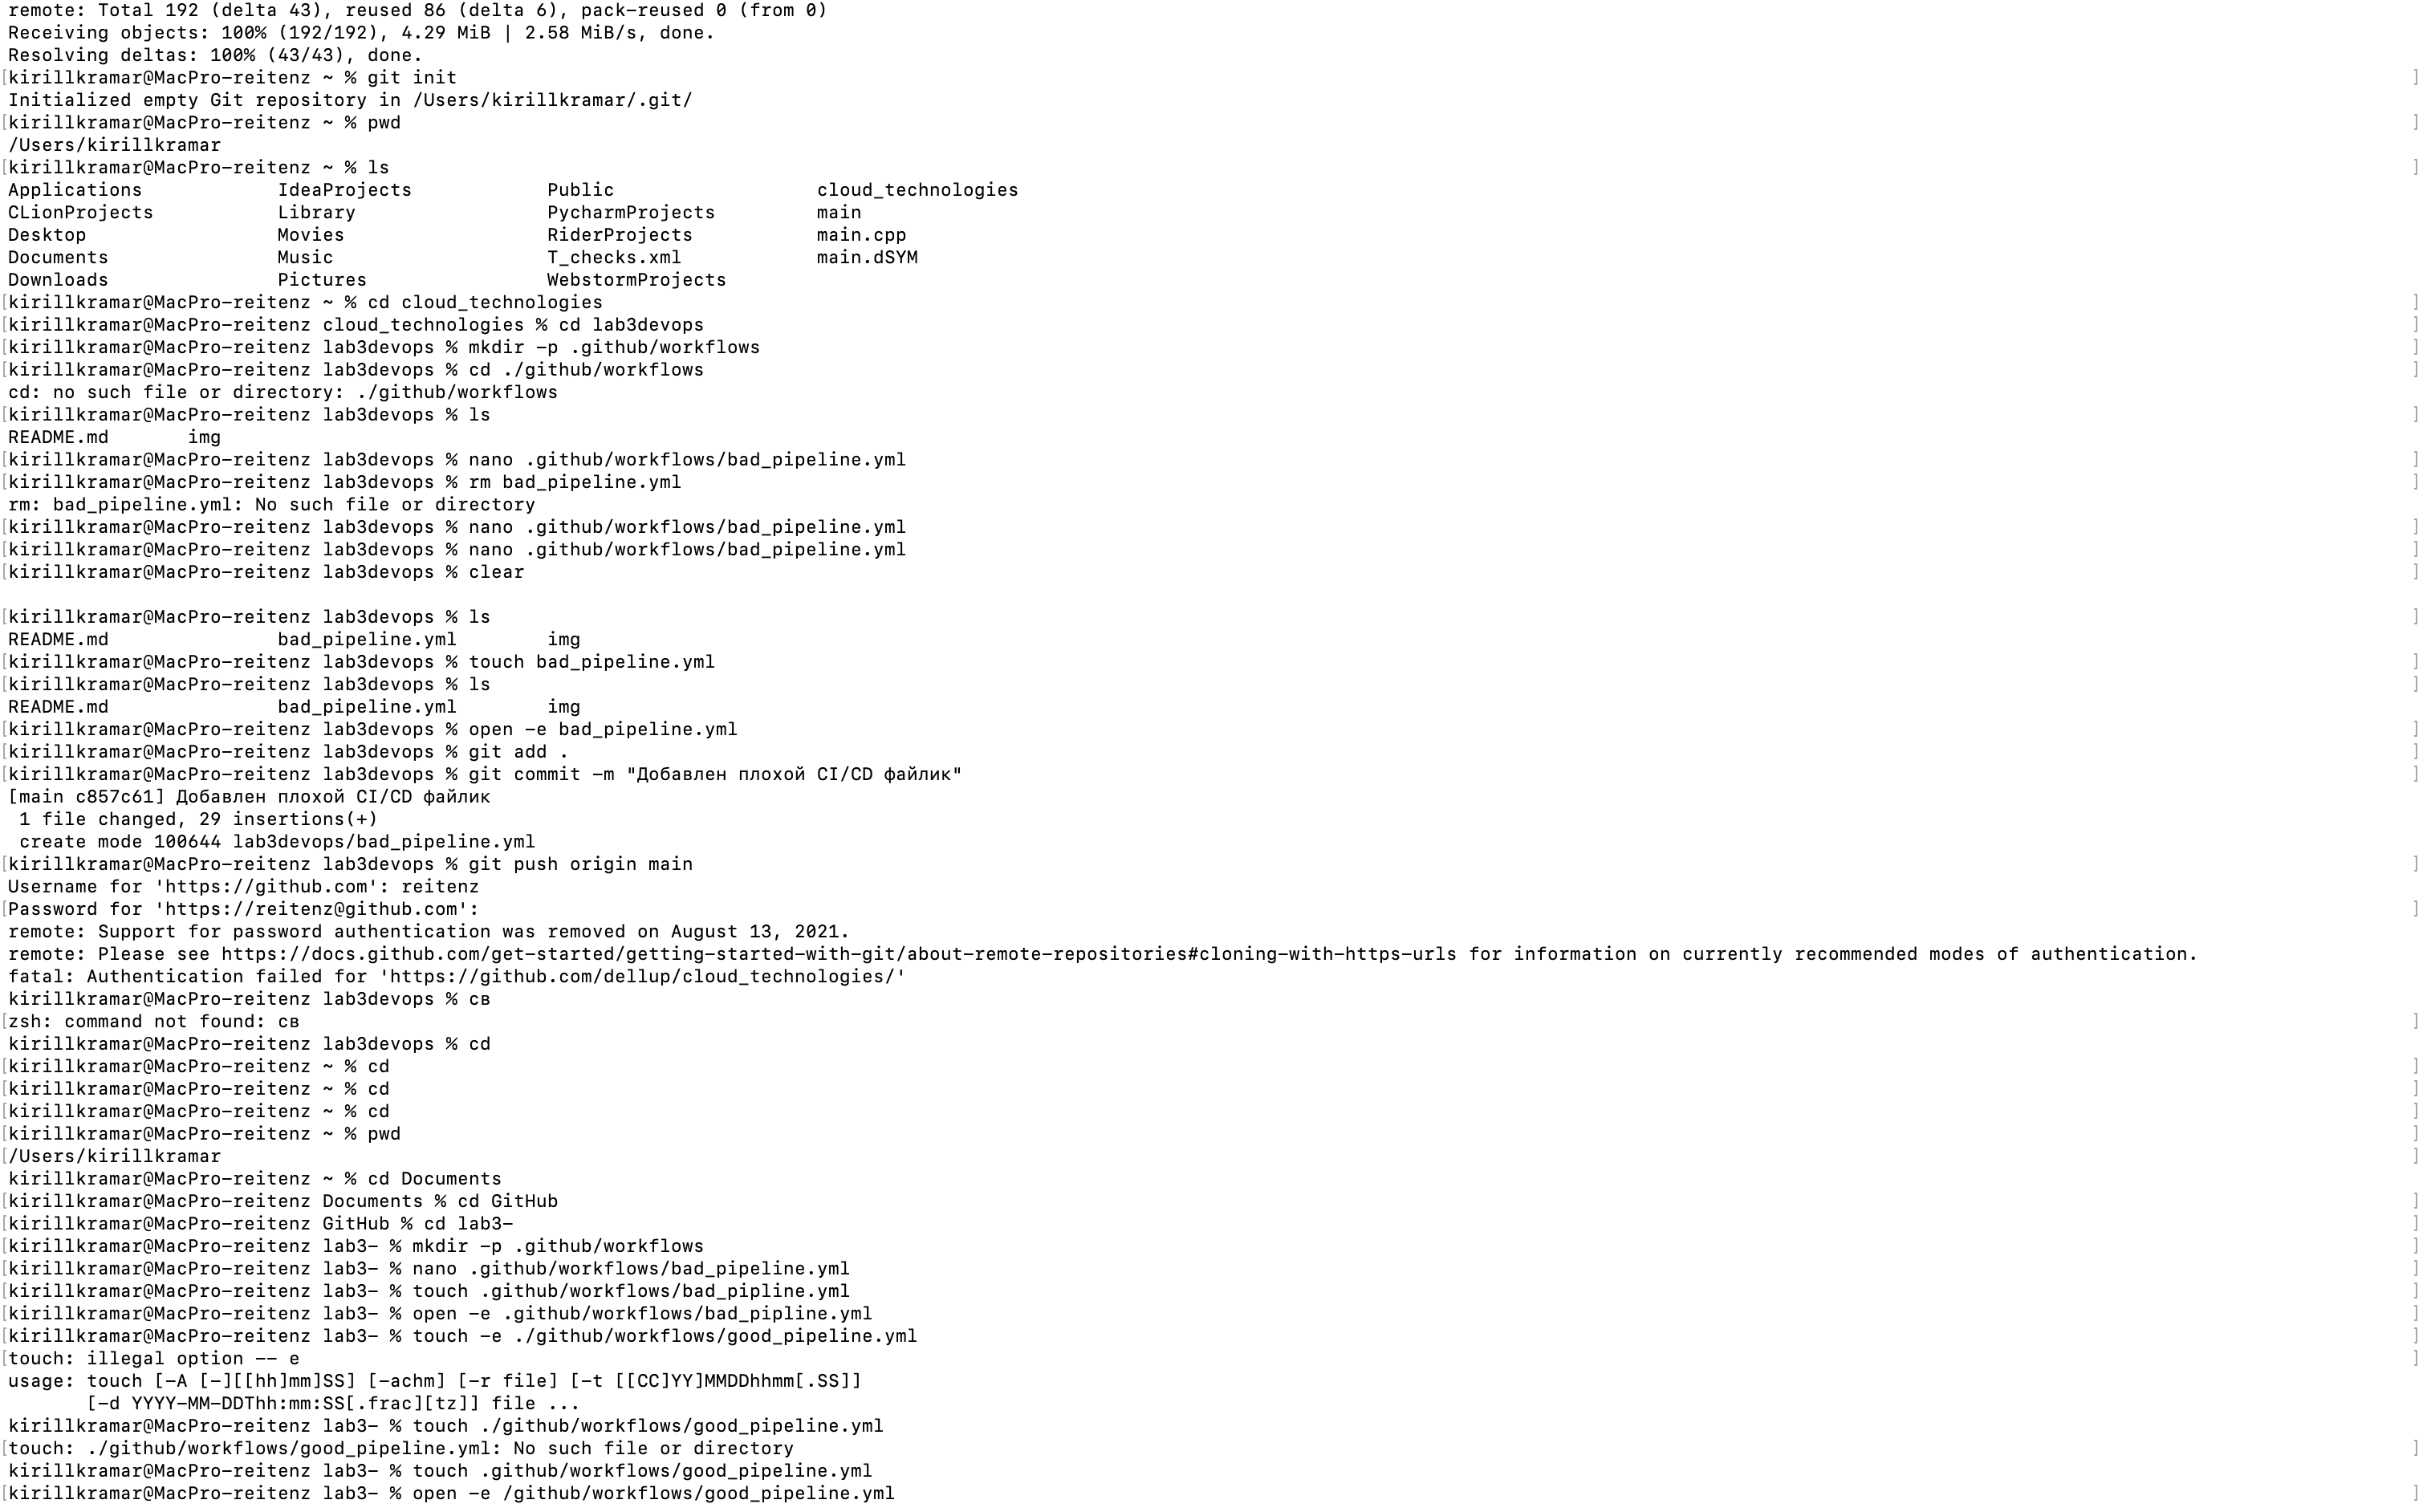 remote: Total 192 (delta 43), reused 86 (delta 6), pack-reused 0 (from 0)
Receiving objects: 100% (192/192), 4.29 MiB | 2.58 MiB/s, done.
Resolving deltas: 100% (43/43), done.
[kirillkramar@MacPro-reitenz ~ % git init ]
Initialized empty Git repository in /Users/kirillkramar/.git/
[kirillkramar@MacPro-reitenz ~ % pwd ]
/Users/kirillkramar
[kirillkramar@MacPro-reitenz ~ % ls ]
Applications IdeaProjects Public cloud_technologies
CLionProjects Library PycharmProjects main
Desktop Movies RiderProjects main.cpp
Documents Music T_checks.xml main.dSYM
Downloads Pictures WebstormProjects
[kirillkramar@MacPro-reitenz ~ % cd cloud_technologies ]
[kirillkramar@MacPro-reitenz cloud_technologies % cd lab3devops ]
[kirillkramar@MacPro-reitenz lab3devops % mkdir -p .github/workflows ]
[kirillkramar@MacPro-reitenz lab3devops % cd ./github/workflows ]
cd: no such file or directory: ./github/workflows
[kirillkramar@MacPro-reitenz lab3devops % ls ]
README.md img
[kirillkramar@MacPro-reitenz lab3devops % nano .github/workflows/bad_pipeline.yml ]
[kirillkramar@MacPro-reitenz lab3devops % rm bad_pipeline.yml ]
rm: bad_pipeline.yml: No such file or directory
[kirillkramar@MacPro-reitenz lab3devops % nano .github/workflows/bad_pipeline.yml ]
[kirillkramar@MacPro-reitenz lab3devops % nano .github/workflows/bad_pipeline.yml ]
[kirillkramar@MacPro-reitenz lab3devops % clear ]
[kirillkramar@MacPro-reitenz lab3devops % ls ]
README.md bad_pipeline.yml img
[kirillkramar@MacPro-reitenz lab3devops % touch bad_pipeline.yml ]
[kirillkramar@MacPro-reitenz lab3devops % ls ]
README.md bad_pipeline.yml img
[kirillkramar@MacPro-reitenz lab3devops % open -e bad_pipeline.yml ]
[kirillkramar@MacPro-reitenz lab3devops % git add . ]
[kirillkramar@MacPro-reitenz lab3devops % git commit -m "Добавлен плохой CI/CD файлик" ]
[main c857c61] Добавлен плохой CI/CD файлик
1 file changed, 29 insertions(+)
create mode 100644 lab3devops/bad_pipeline.yml
[kirillkramar@MacPro-reitenz lab3devops % git push origin main ]
Username for 'https://github.com': reitenz
[Password for 'https://reitenz@github.com': ]
remote: Support for password authentication was removed on August 13, 2021.
remote: Please see https://docs.github.com/get-started/getting-started-with-git/about-remote-repositories#cloning-with-https-urls for information on currently recommended modes of authentication.
fatal: Authentication failed for 'https://github.com/dellup/cloud_technologies/'
kirillkramar@MacPro-reitenz lab3devops % св
[zsh: command not found: св ]
kirillkramar@MacPro-reitenz lab3devops % cd
[kirillkramar@MacPro-reitenz ~ % cd ]
[kirillkramar@MacPro-reitenz ~ % cd ]
[kirillkramar@MacPro-reitenz ~ % cd ]
[kirillkramar@MacPro-reitenz ~ % pwd ]
[/Users/kirillkramar ]
kirillkramar@MacPro-reitenz ~ % cd Documents
[kirillkramar@MacPro-reitenz Documents % cd GitHub ]
[kirillkramar@MacPro-reitenz GitHub % cd lab3- ]
[kirillkramar@MacPro-reitenz lab3- % mkdir -p .github/workflows ]
[kirillkramar@MacPro-reitenz lab3- % nano .github/workflows/bad_pipeline.yml ]
[kirillkramar@MacPro-reitenz lab3- % touch .github/workflows/bad_pipline.yml ]
[kirillkramar@MacPro-reitenz lab3- % open -e .github/workflows/bad_pipline.yml ]
[kirillkramar@MacPro-reitenz lab3- % touch -e ./github/workflows/good_pipeline.yml ]
[touch: illegal option -- e ]
usage: touch [-A [-][[hh]mm]SS] [-achm] [-r file] [-t [[CC]YY]MMDDhhmm[.SS]]
[-d YYYY-MM-DDThh:mm:SS[.frac][tz]] file ...
kirillkramar@MacPro-reitenz lab3- % touch ./github/workflows/good_pipeline.yml
[touch: ./github/workflows/good_pipeline.yml: No such file or directory ]
kirillkramar@MacPro-reitenz lab3- % touch .github/workflows/good_pipeline.yml
[kirillkramar@MacPro-reitenz lab3- % open -e /github/workflows/good_pipeline.yml ]